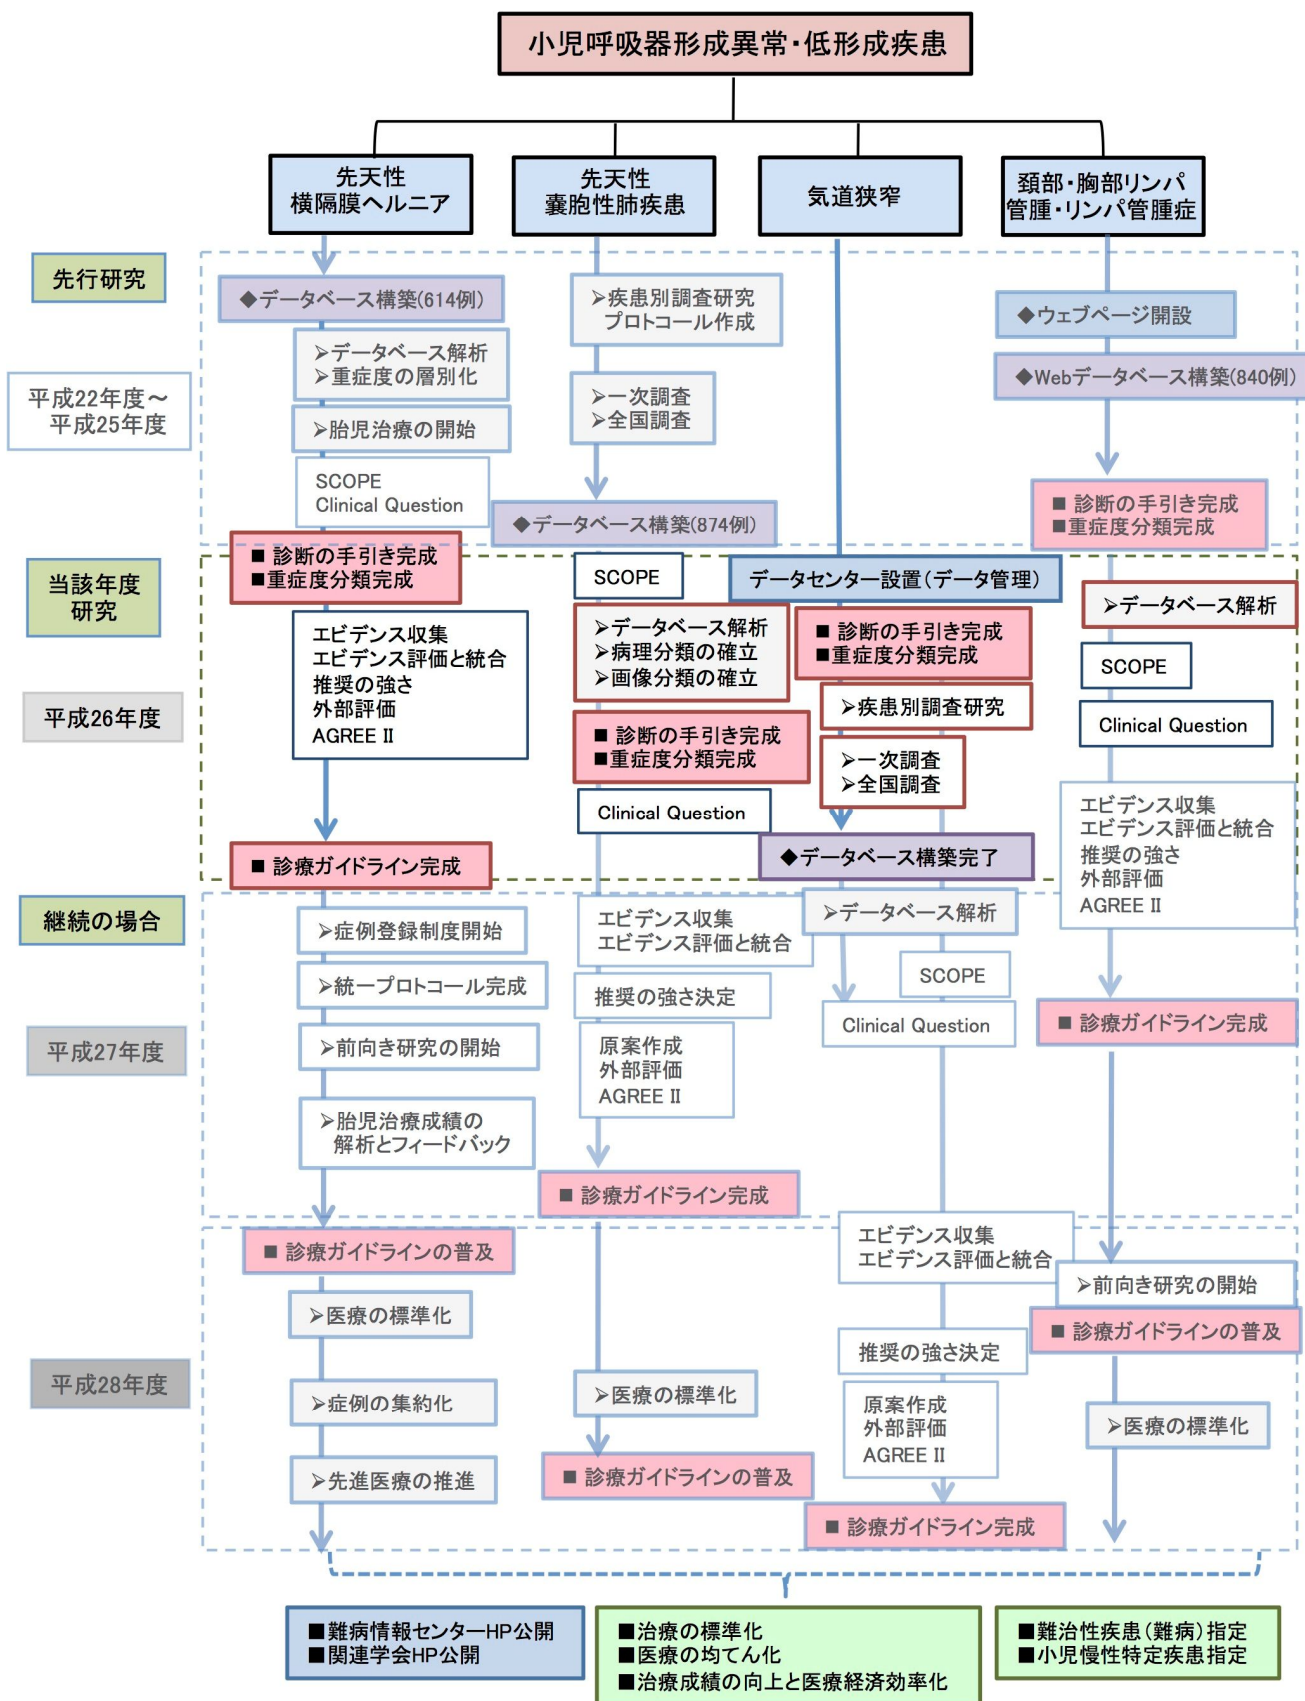 小児呼吸器形成異常・低形成疾患
先天性
横隔膜ヘルニア
先天性
嚢胞性肺疾患
気道狭窄
頚部・胸部リンパ
管腫・リンパ管腫症
先行研究
平成22年度～
平成25年度
◆データベース構築(614例)
➢データベース解析
➢重症度の層別化
➢胎児治療の開始
SCOPE
Clinical Question
➢疾患別調査研究
プロトコール作成
➢一次調査
➢全国調査
◆データベース構築(874例)
◆ウェブページ開設
◆Webデータベース構築(840例)
■ 診断の手引き完成
■重症度分類完成
当該年度
研究
平成26年度
■ 診断の手引き完成
■重症度分類完成
エビデンス収集
エビデンス評価と統合
推奨の強さ
外部評価
AGREE II
■ 診療ガイドライン完成
SCOPE
➢データベース解析
➢病理分類の確立
➢画像分類の確立
■ 診断の手引き完成
■重症度分類完成
Clinical Question
データセンター設置(データ管理)
■ 診断の手引き完成
■重症度分類完成
➢疾患別調査研究
➢一次調査
➢全国調査
◆データベース構築完了
➢データベース解析
SCOPE
Clinical Question
エビデンス収集
エビデンス評価と統合
推奨の強さ
外部評価
AGREE II
継続の場合
平成27年度
➢症例登録制度開始
➢統一プロトコール完成
➢前向き研究の開始
➢胎児治療成績の
解析とフィードバック
エビデンス収集
エビデンス評価と統合
推奨の強さ決定
原案作成
外部評価
AGREE II
■ 診療ガイドライン完成
➢データベース解析
SCOPE
Clinical Question
■ 診療ガイドライン完成
平成28年度
■ 診療ガイドラインの普及
➢医療の標準化
➢症例の集約化
➢先進医療の推進
➢医療の標準化
■ 診療ガイドラインの普及
エビデンス収集
エビデンス評価と統合
推奨の強さ決定
原案作成
外部評価
AGREE II
■ 診療ガイドライン完成
➢前向き研究の開始
■ 診療ガイドラインの普及
➢医療の標準化
■難病情報センターHP公開
■関連学会HP公開
■治療の標準化
■医療の均てん化
■治療成績の向上と医療経済効率化
■難治性疾患(難病)指定
■小児慢性特定疾患指定